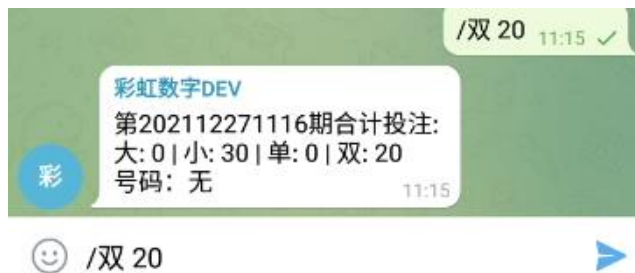 /双 20 11:15
彩虹数字DEV
第202112271116期合计投注:
大: 0 | 小: 30 | 单: 0 | 双: 20
号码：无 11:15
彩
/双 20